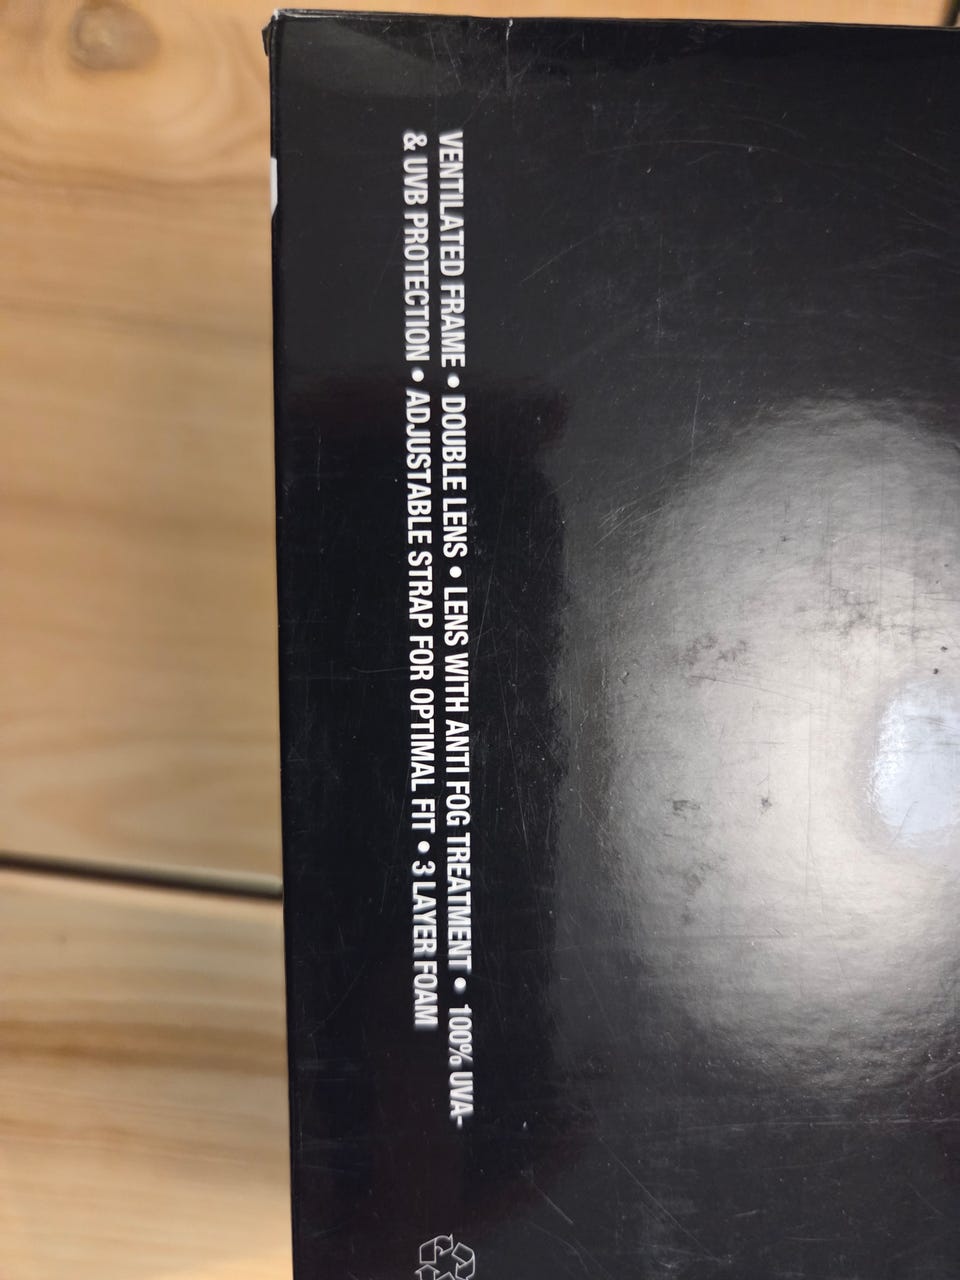 VENTILATED FRAME • DOUBLE LENS • LENS WITH ANTI FOG TREATMENT • 100% UVA-
& UVB PROTECTION • ADJUSTABLE STRAP FOR OPTIMAL FIT • 3 LAYER FOAM